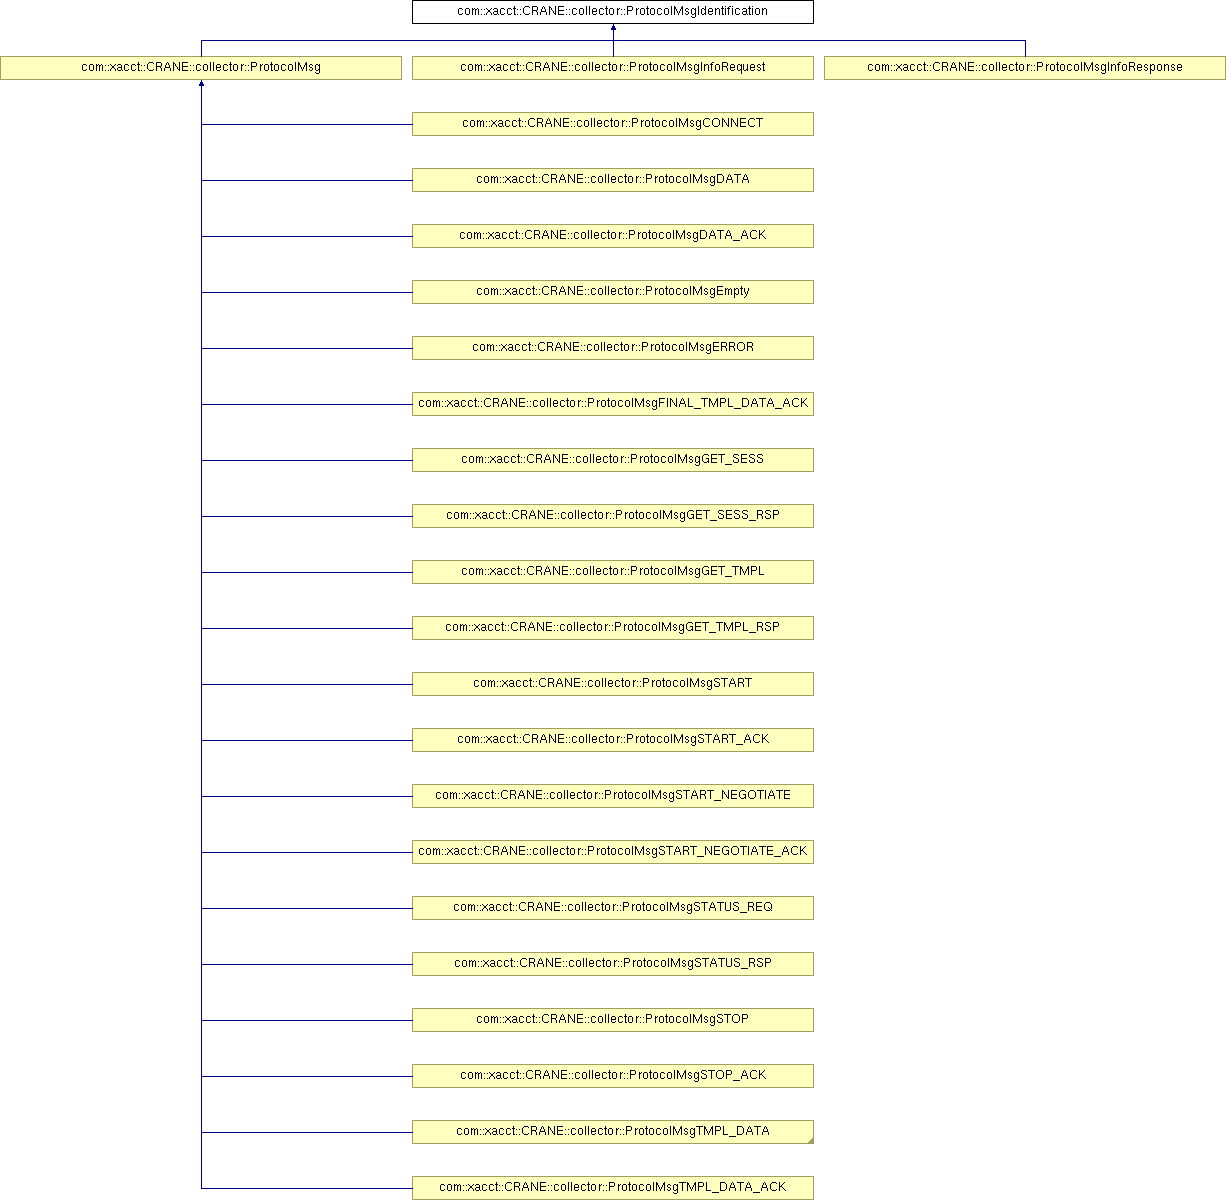 com::xacct::CRANE::collector::ProtocolMsgIdentification
com::xacct::CRANE::collector::ProtocolMsg
com::xacct::CRANE::collector::ProtocolMsgInfoRequest
com::xacct::CRANE::collector::ProtocolMsgInfoResponse
com::xacct::CRANE::collector::ProtocolMsgCONNECT
com::xacct::CRANE::collector::ProtocolMsgDATA
com::xacct::CRANE::collector::ProtocolMsgDATA_ACK
com::xacct::CRANE::collector::ProtocolMsgEmpty
com::xacct::CRANE::collector::ProtocolMsgERROR
com::xacct::CRANE::collector::ProtocolMsgFINAL_TMPL_DATA_ACK
com::xacct::CRANE::collector::ProtocolMsgGET_SESS
com::xacct::CRANE::collector::ProtocolMsgGET_SESS_RSP
com::xacct::CRANE::collector::ProtocolMsgGET_TMPL
com::xacct::CRANE::collector::ProtocolMsgGET_TMPL_RSP
com::xacct::CRANE::collector::ProtocolMsgSTART
com::xacct::CRANE::collector::ProtocolMsgSTART_ACK
com::xacct::CRANE::collector::ProtocolMsgSTART_NEGOTIATE
com::xacct::CRANE::collector::ProtocolMsgSTART_NEGOTIATE_ACK
com::xacct::CRANE::collector::ProtocolMsgSTATUS_REQ
com::xacct::CRANE::collector::ProtocolMsgSTATUS_RSP
com::xacct::CRANE::collector::ProtocolMsgSTOP
com::xacct::CRANE::collector::ProtocolMsgSTOP_ACK
com::xacct::CRANE::collector::ProtocolMsgTMPL_DATA
com::xacct::CRANE::collector::ProtocolMsgTMPL_DATA_ACK